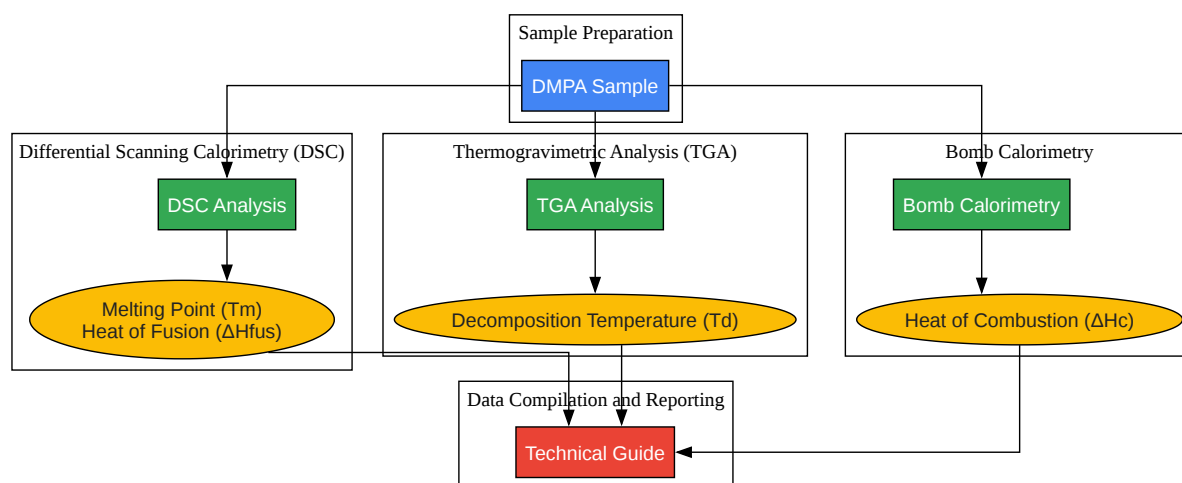 Sample Preparation
DMPA Sample
Differential Scanning Calorimetry (DSC)
Thermogravimetric Analysis (TGA)
Bomb Calorimetry
DSC Analysis
TGA Analysis
Bomb Calorimetry
Melting Point (Tm)
Heat of Fusion (ΔHfus)
Decomposition Temperature (Td)
Heat of Combustion (ΔHc)
Data Compilation and Reporting
Technical Guide